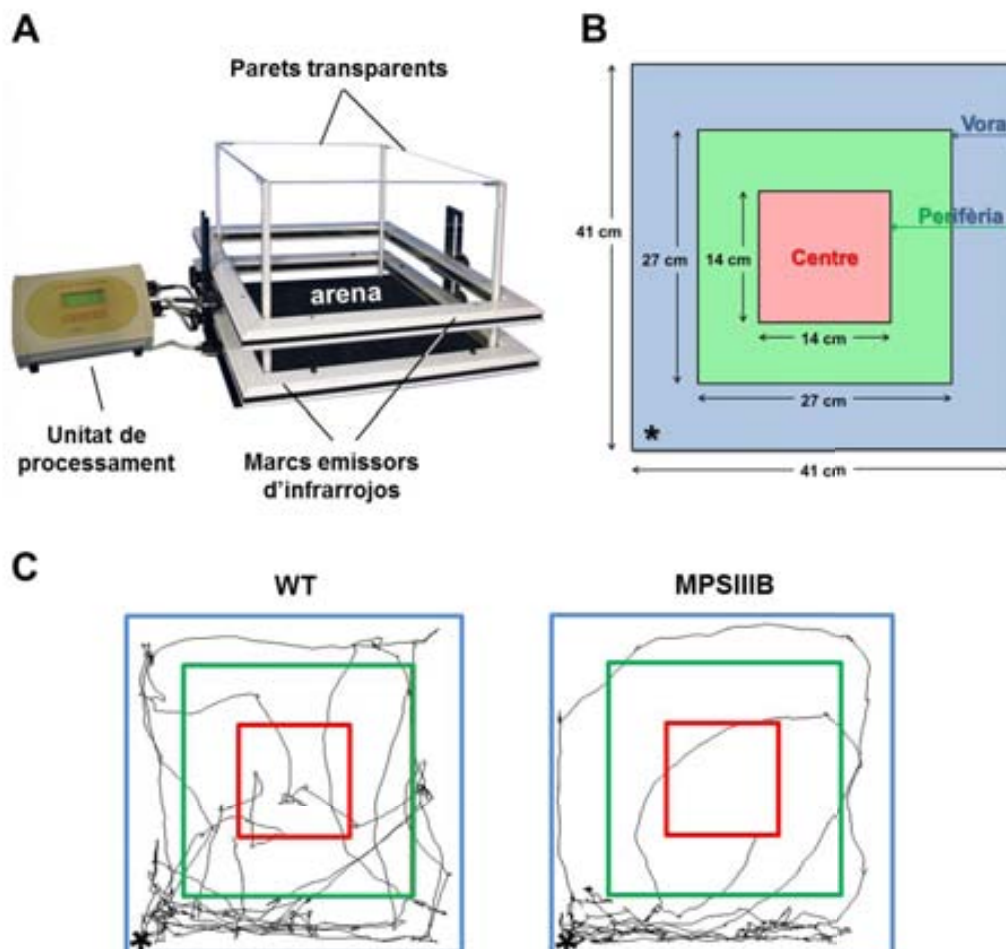 A
Parets transparents
arena
Unitat de
processament
Marcs emissors
d'infrarrojos
B
Vora
Perifèria
41 cm
27 cm
14 cm
Centre
14 cm
27 cm
*
41 cm
C
WT
MPSIIIB
*
*